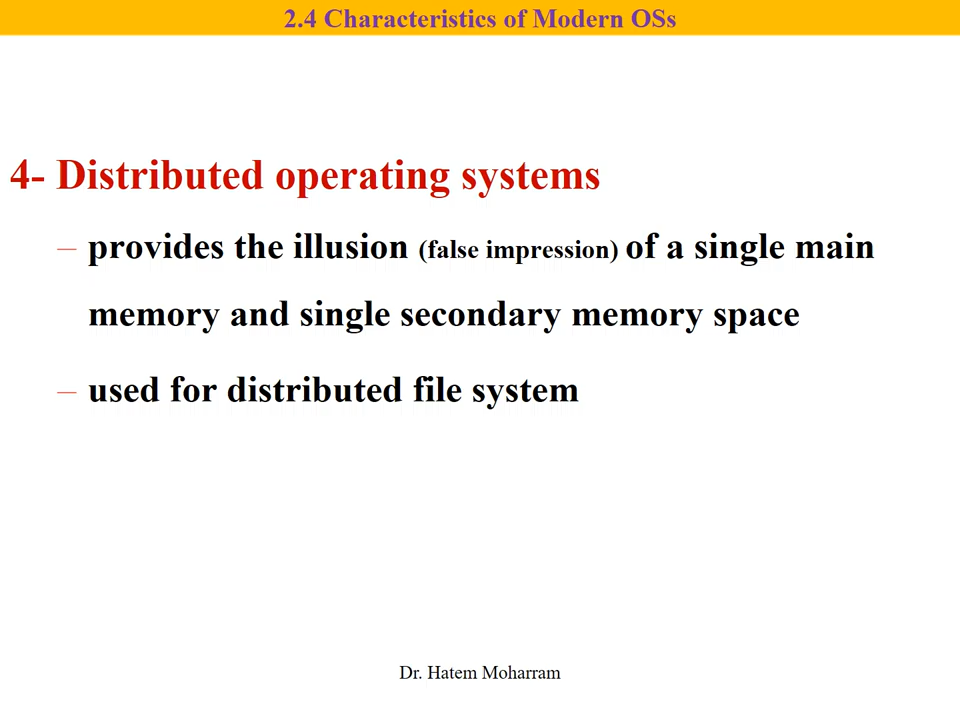 2.4 Characteristics of Modern OSs
4- Distributed operating systems
– provides the illusion (false impression) of a single main
memory and single secondary memory space
– used for distributed file system
Dr. Hatem Moharram